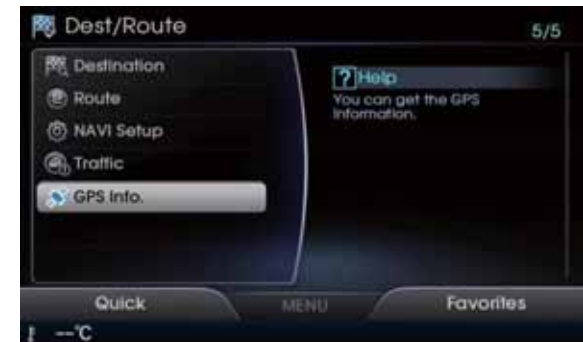 Dest/Route
5/5
Destination
Route
NAVI Setup
Traffic
GPS Info.
?Help
You can get the GPS
Information.
Quick
MENU
Favorites
--°C